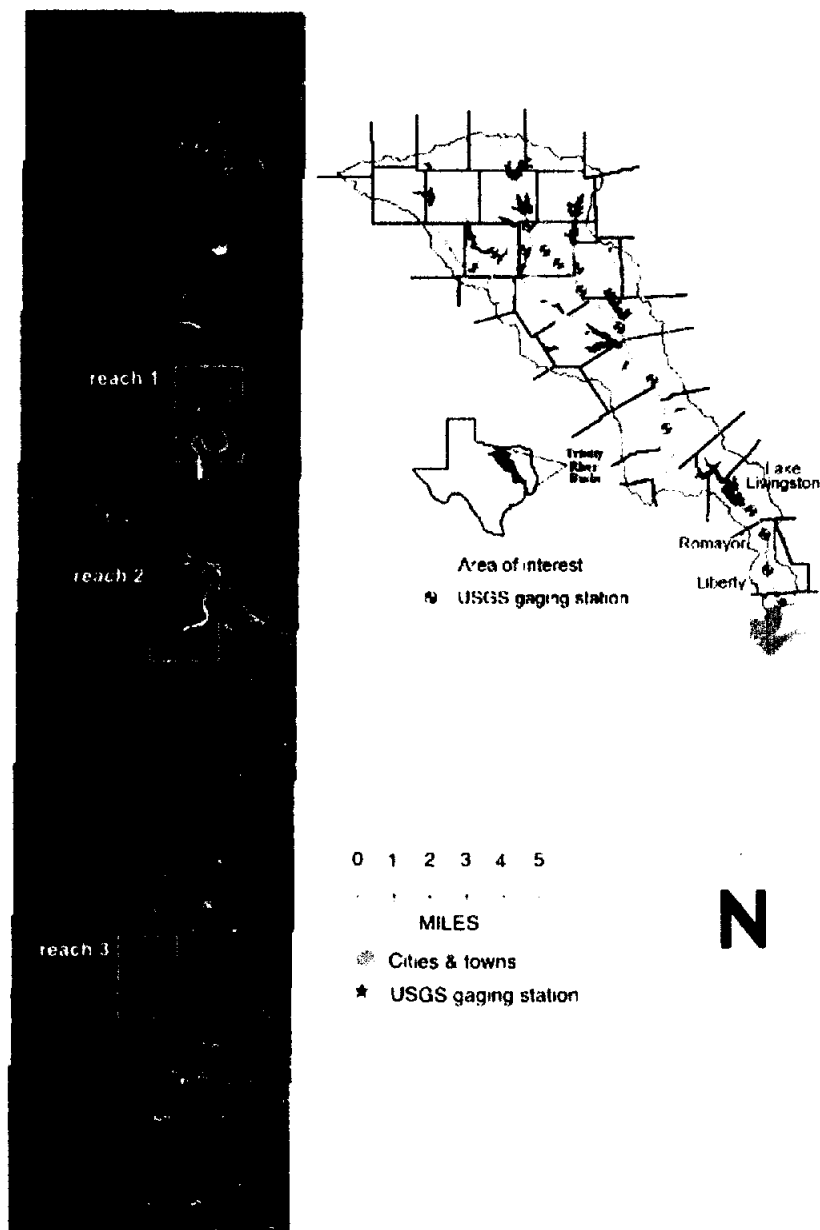 reach 1
reach 2
reach 3
Trinity
River
Basin
Lake
Livingston
Romayor
Liberty
Area of interest
USGS gaging station
0 1 2 3 4 5
MILES
Cities & towns
USGS gaging station
N